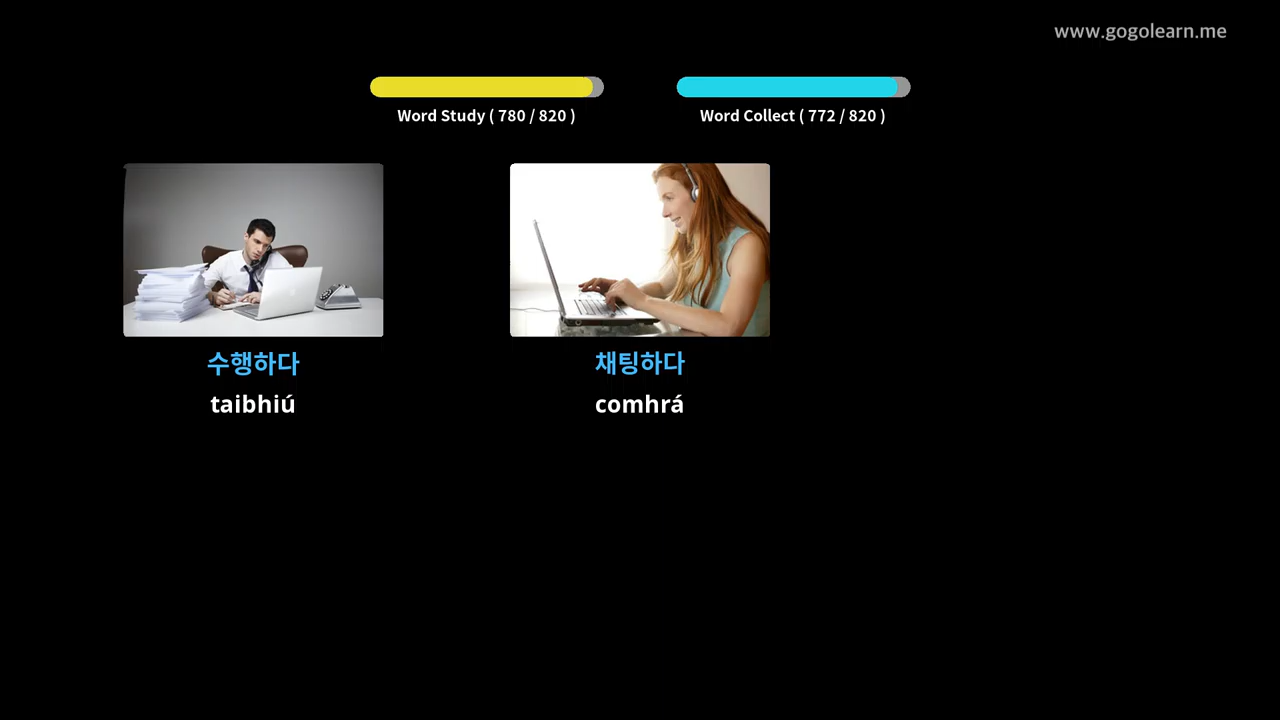 www.gogolearn.me
Word Study ( 780 / 820 )
Word Collect ( 772 / 820 )
수행하다
채팅하다
taibhiú
comhrá